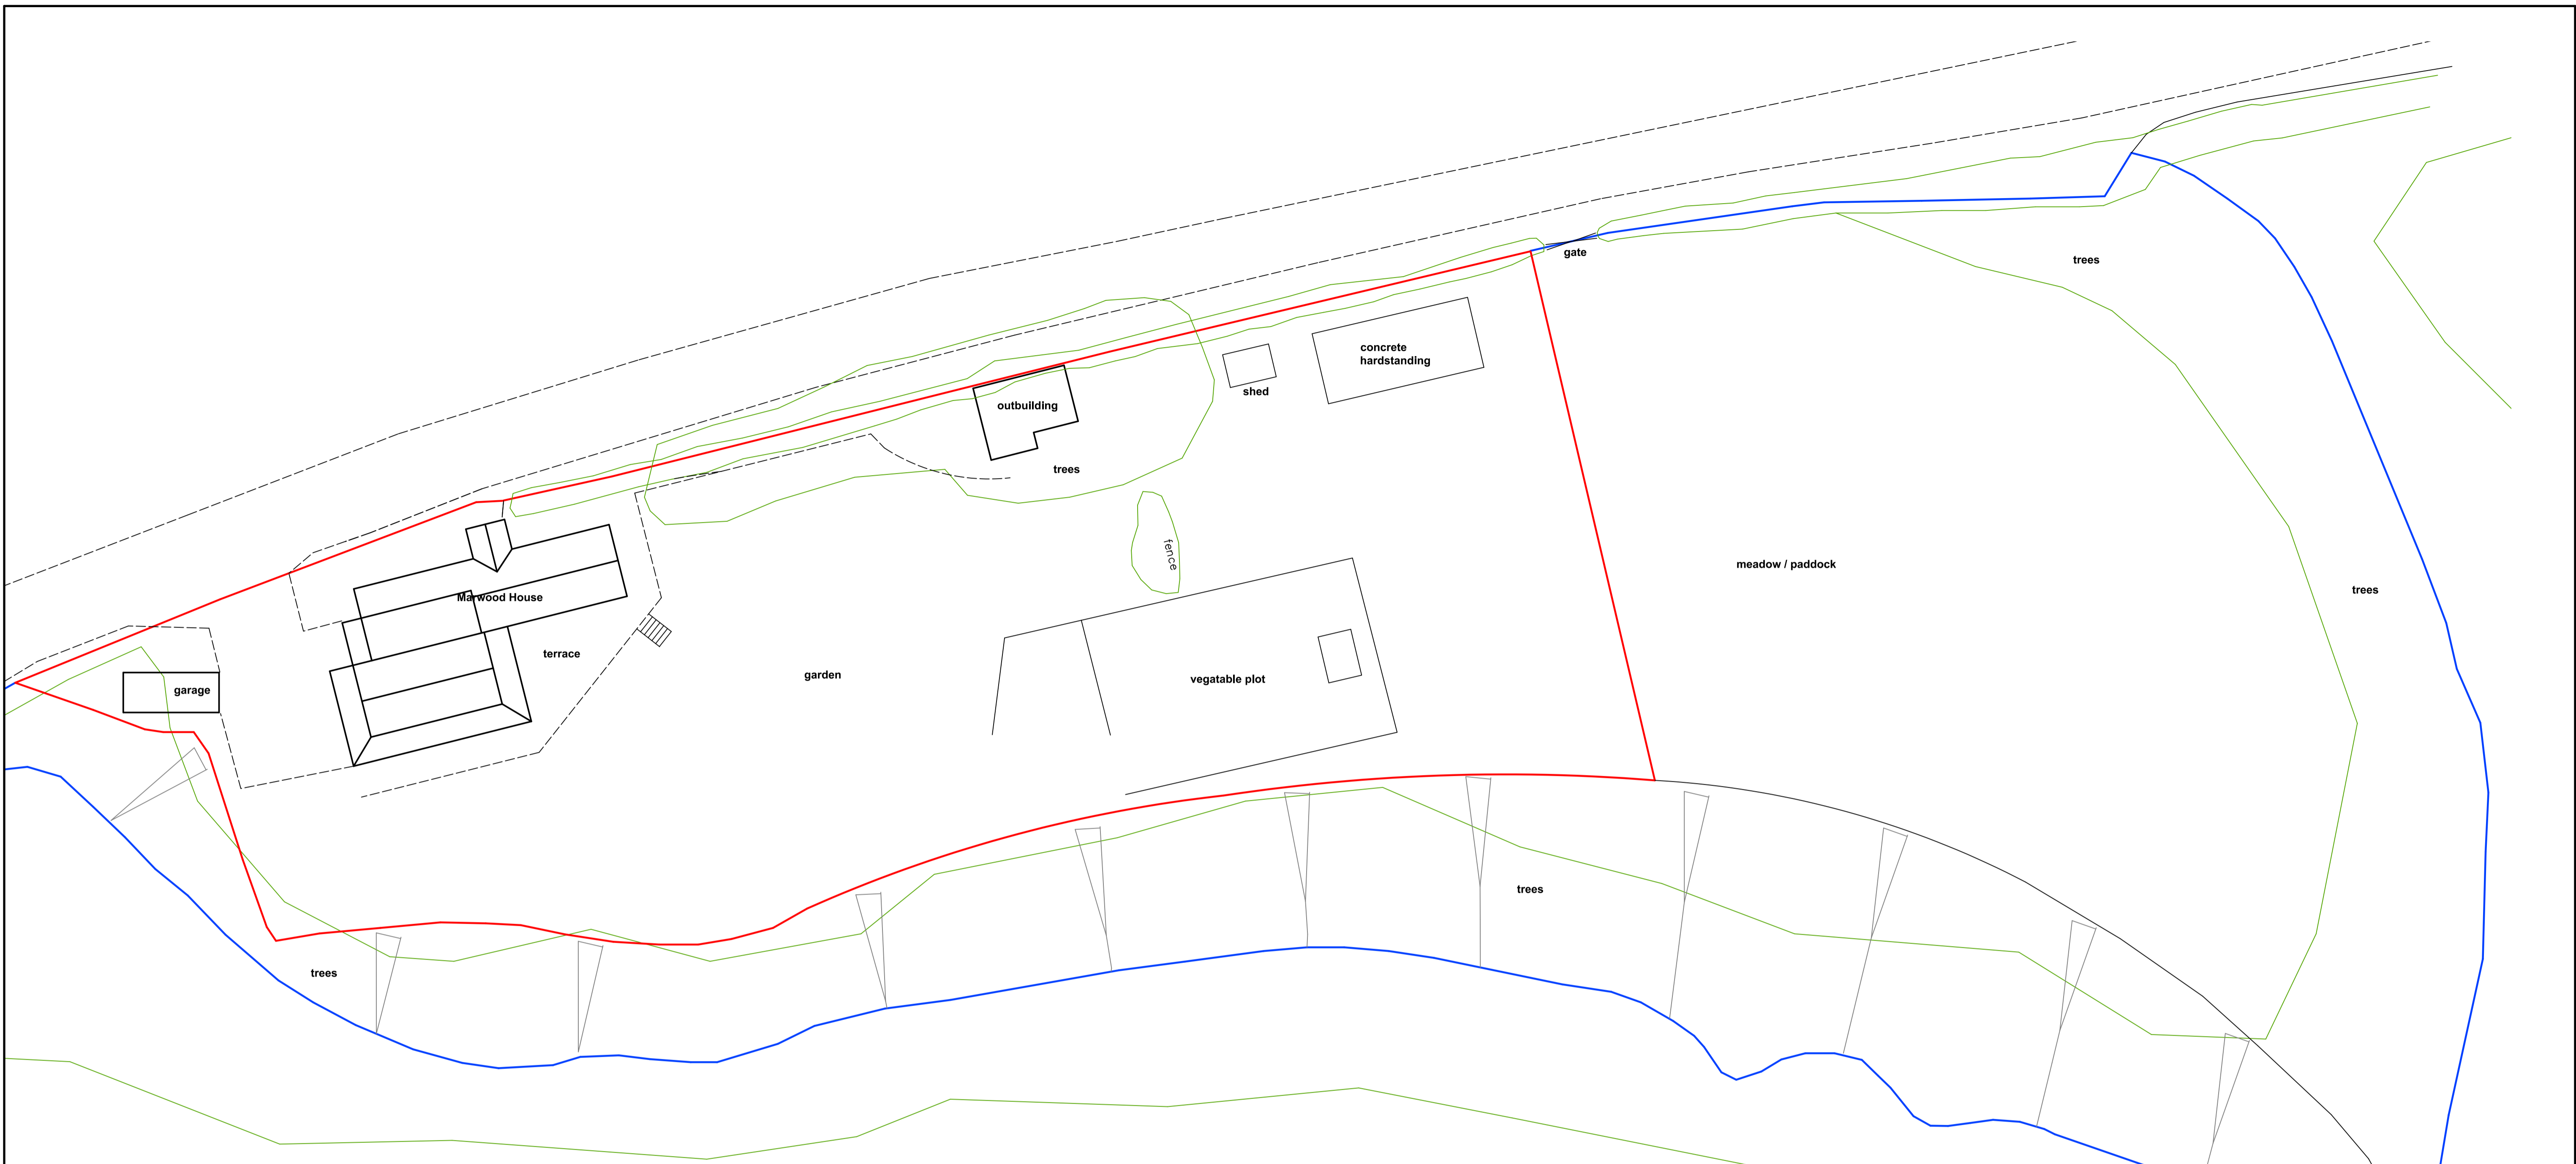 gate
trees
concrete
hardstanding
shed
outbuilding
trees
fence
meadow / paddock
trees
Marwood House
terrace
garden
vegatable plot
garage
trees
trees